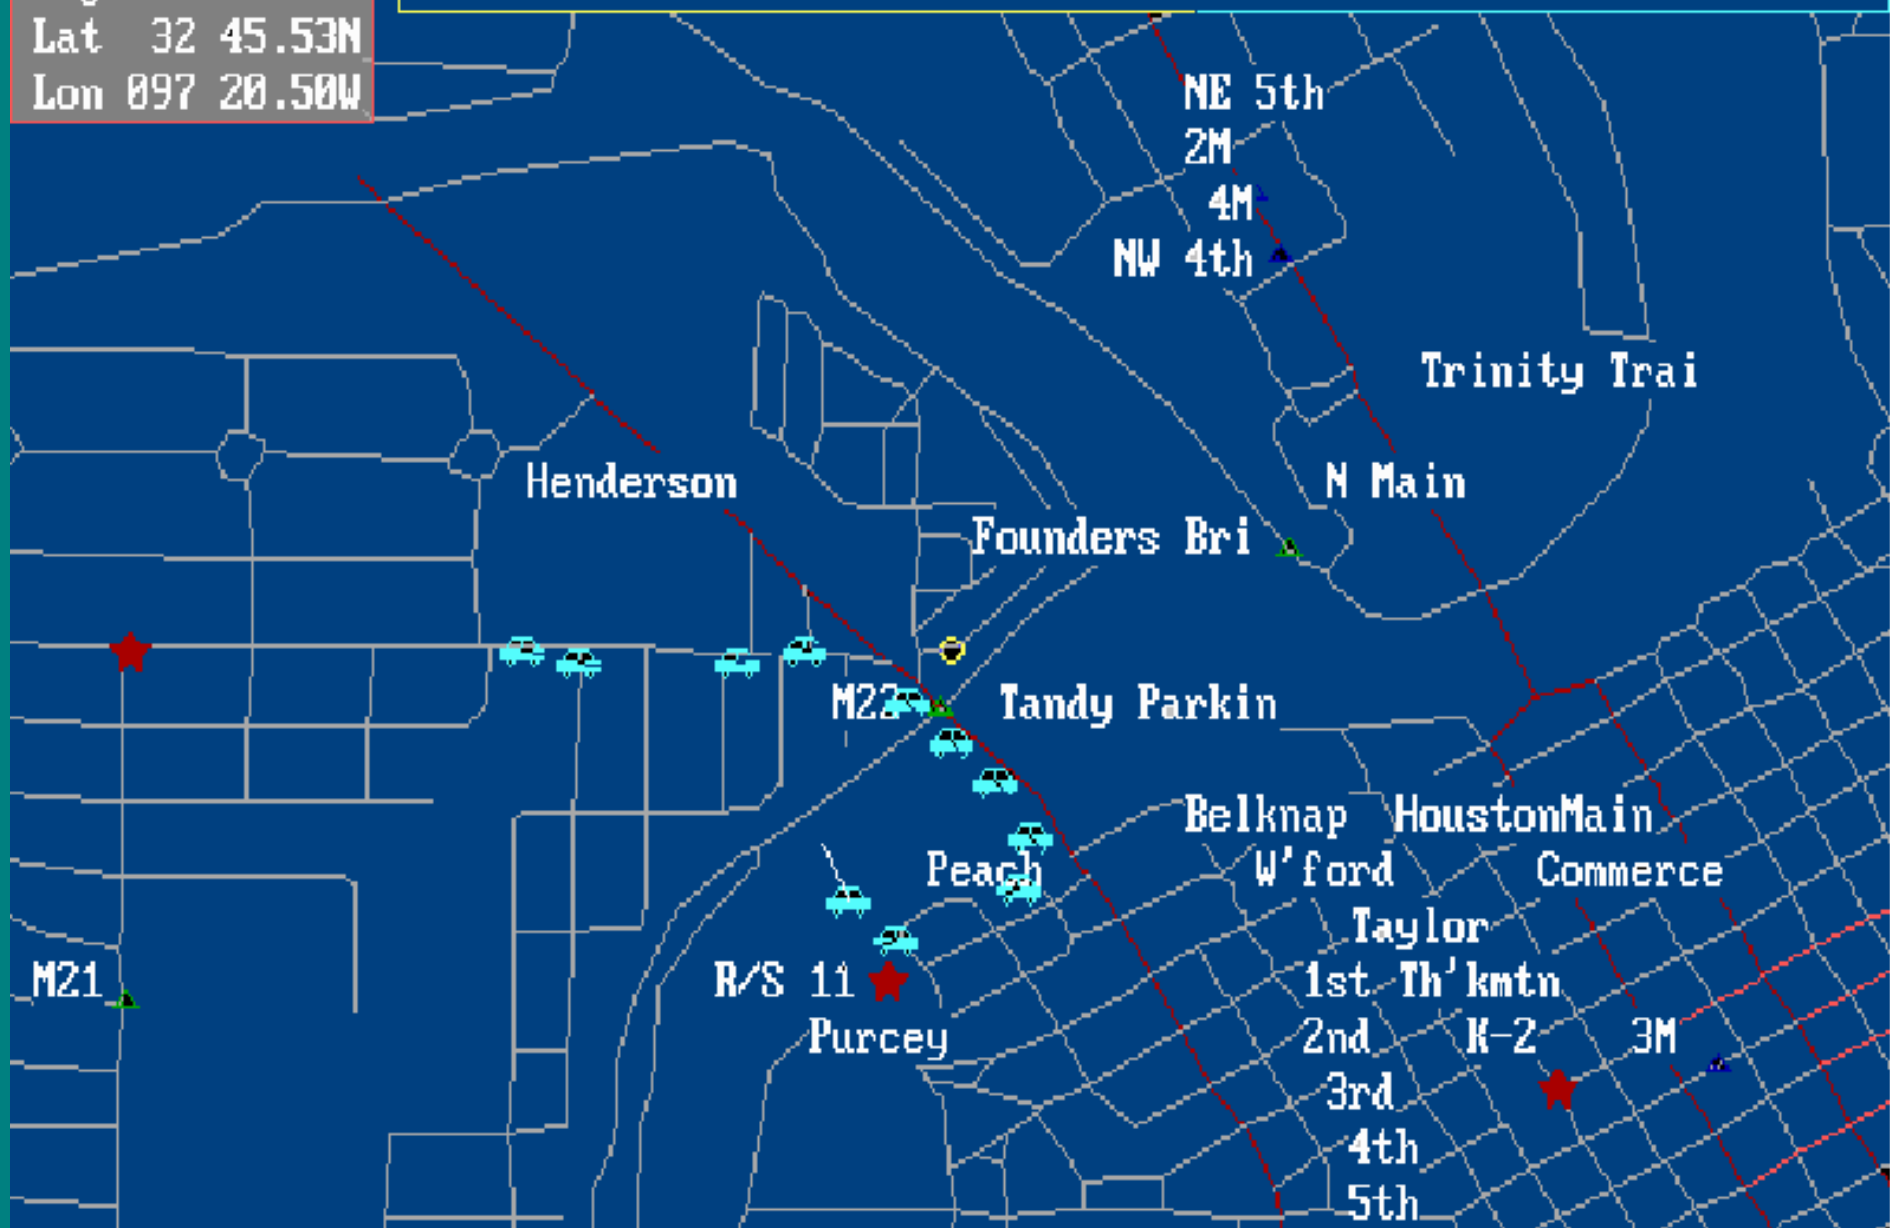 Lat 32 45.53N
Lon 097 20.50W
NE 5th
2M
4M
NW 4th
Trinity Trai
Henderson
N Main
Founders Bri
M22
Tandy Parkin
Belknap
HoustonMain
Peach
W'ford
Commerce
Taylor
M21
R/S 11
1st
Th'kmtn
Purcey
2nd
K-2
3M
3rd
4th
5th